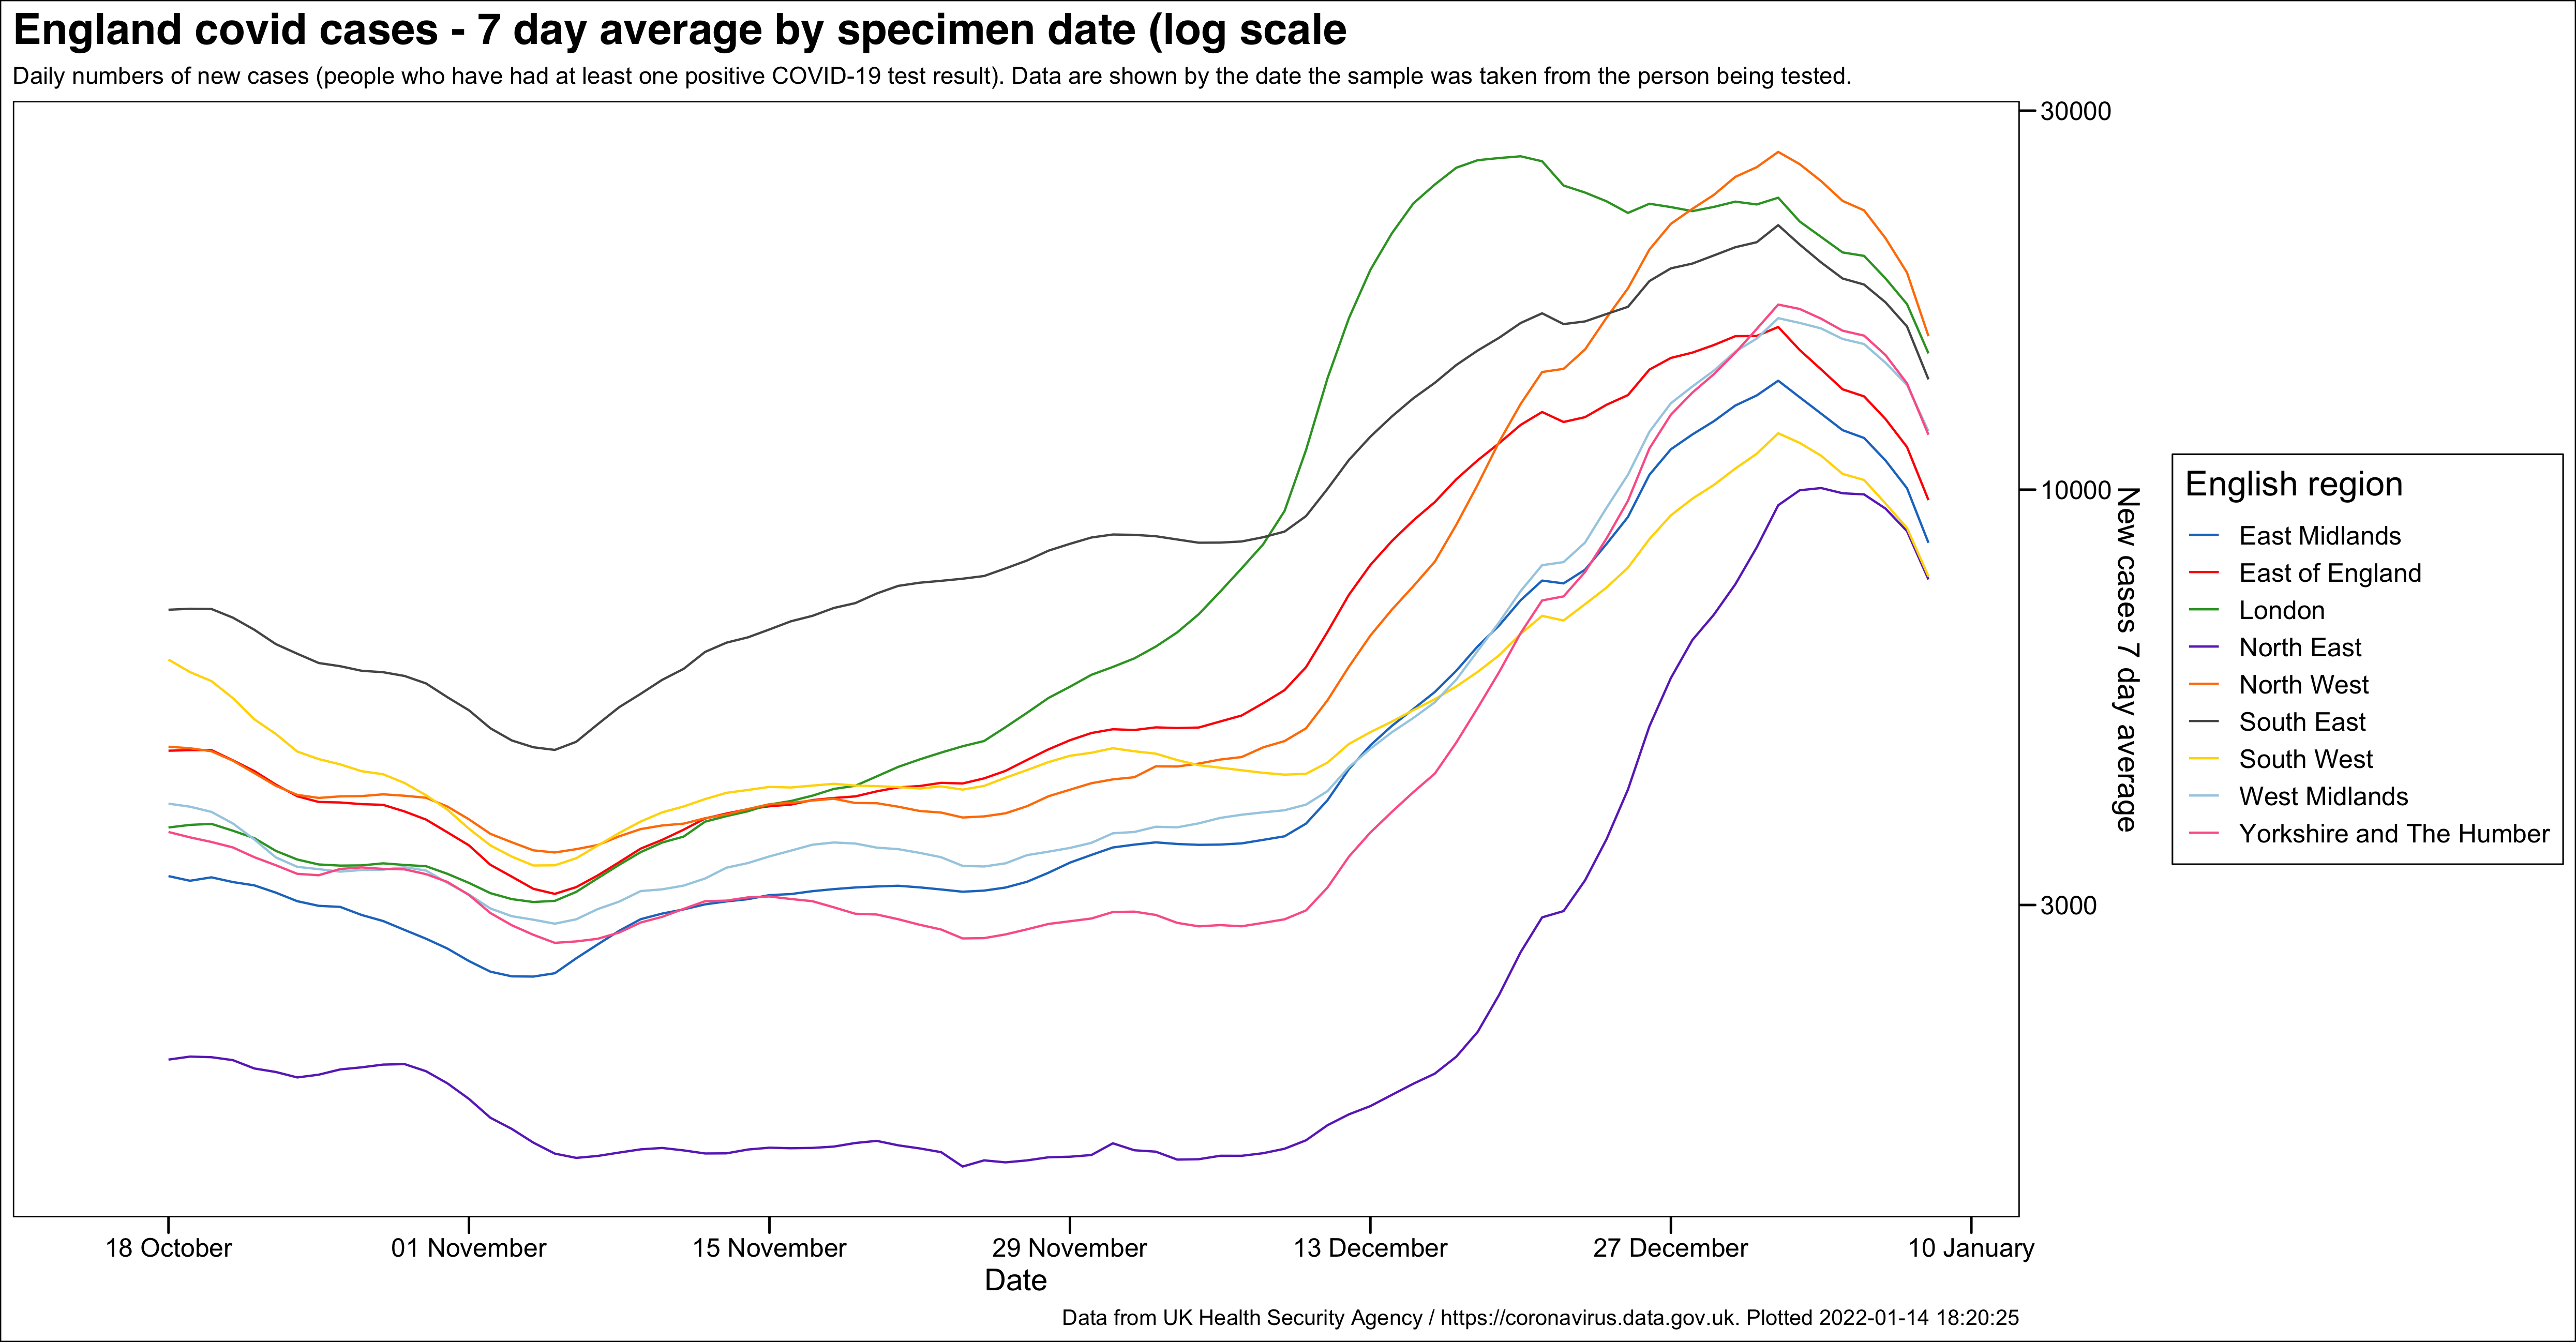 England covid cases - 7 day average by specimen date (log scale
Daily numbers of new cases (people who have had at least one positive COVID-19 test result). Data are shown by the date the sample was taken from the person being tested.
30000
10000
3000
New cases 7 day average
English region
East Midlands
East of England
London
North East
North West
South East
South West
West Midlands
Yorkshire and The Humber
18 October
01 November
15 November
29 November
13 December
27 December
10 January
Date
Data from UK Health Security Agency / https://coronavirus.data.gov.uk. Plotted 2022-01-14 18:20:25